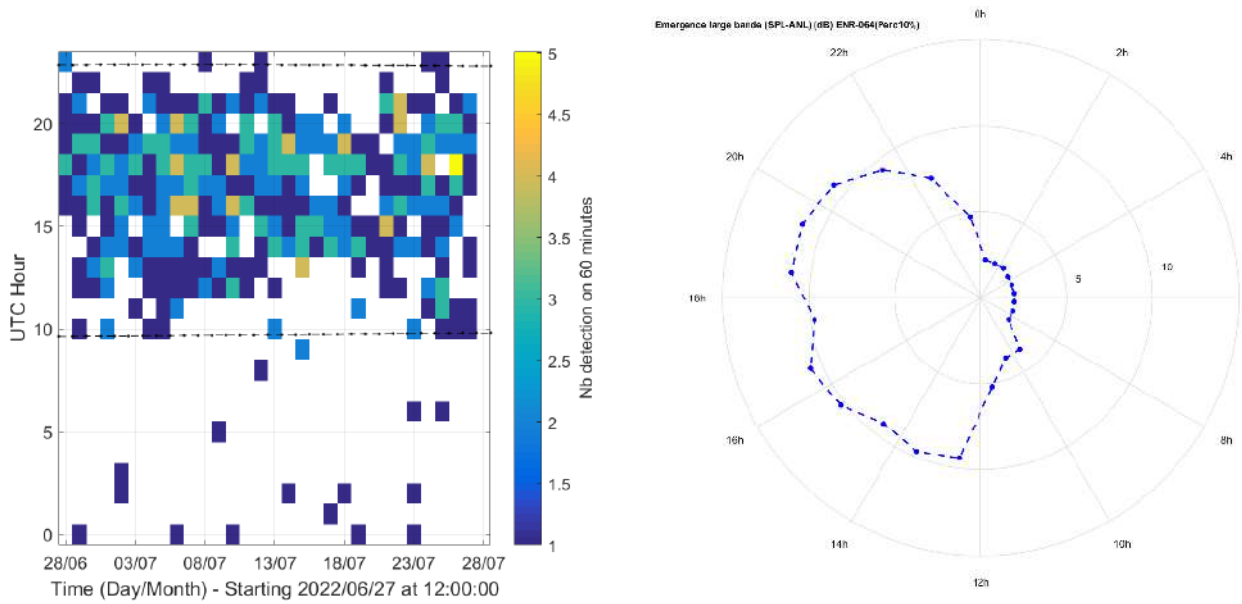 20
15
10
5
0
UTC Hour
28/06 03/07 08/07 13/07 18/07 23/07 28/07
Time (Day/Month) - Starting 2022/06/27 at 12:00:00
5
4.5
4
3.5
3
2.5
2
1.5
1
Nb detection on 60 minutes
Emergence large bande (SPL-ANL) (dB) ENR-064(Perc10%)
0h
22h
2h
20h
4h
10
5
18h
16h
8h
14h
10h
12h